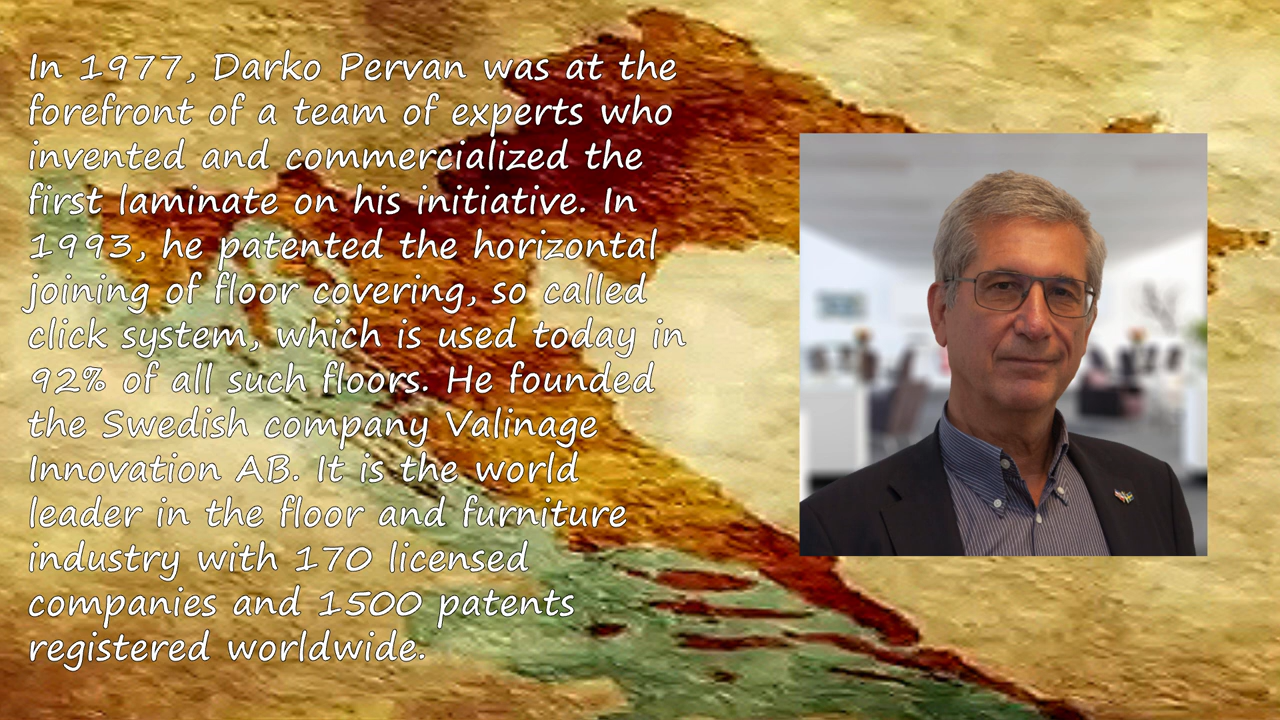 In 1977, Darko Pervan was at the
forefront of a team of experts who
invented and commercialized the
first laminate on his initiative. In
1993, he patented the horizontal
joining of floor covering, so called
click system, which is used today in
92% of all such floors. He founded
the Swedish company Valinage
Innovation AB. It is the world
leader in the floor and furniture
industry with 170 licensed
companies and 1500 patents
registered worldwide.